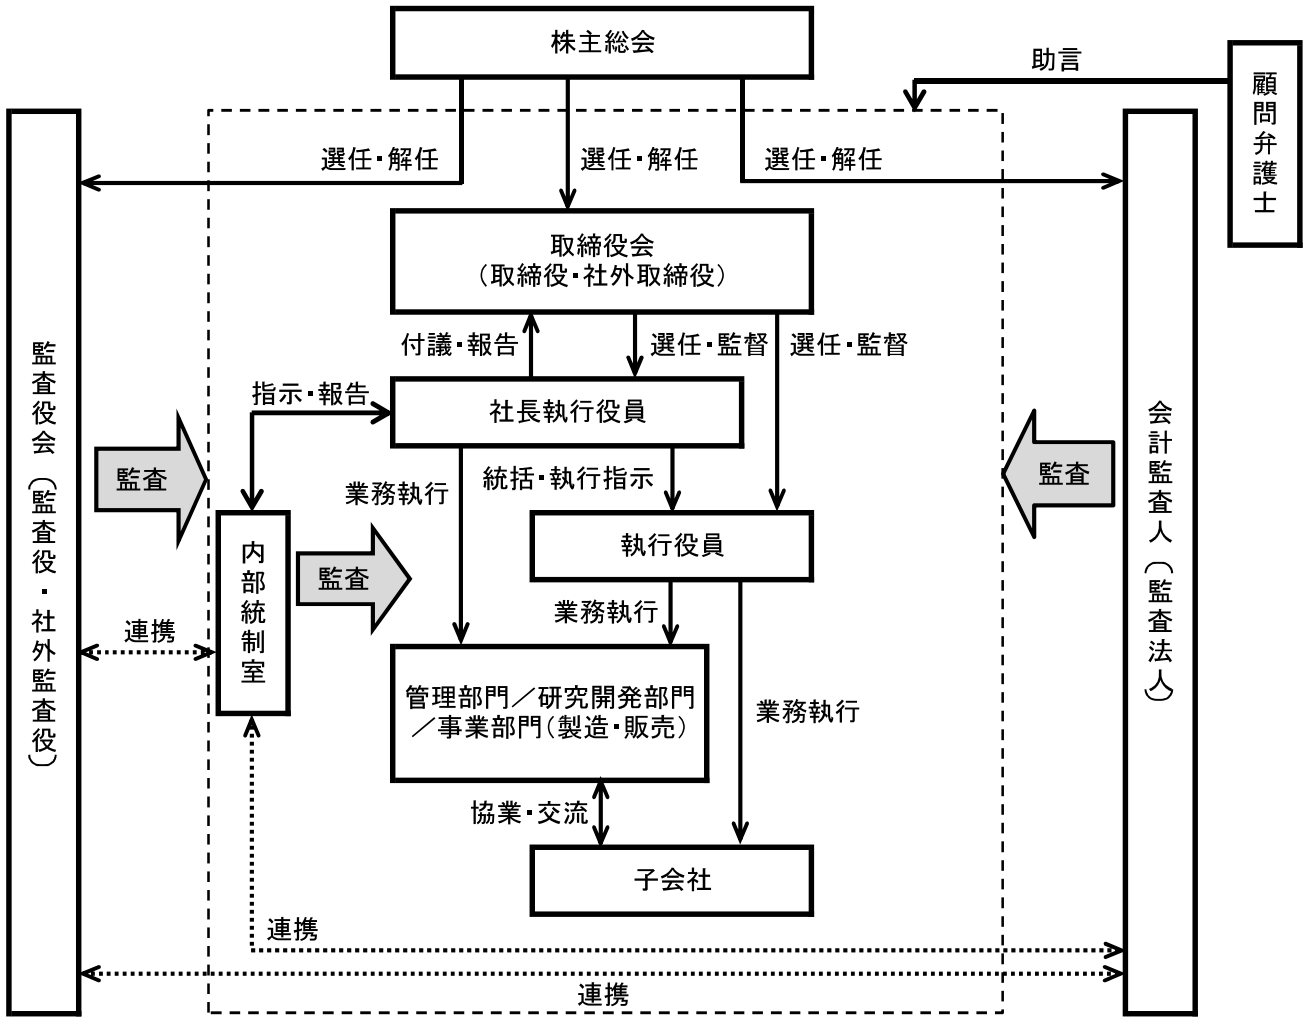 株主総会
助言
顧問弁護士
選任・解任
選任・解任
選任・解任
取締役会
（取締役・社外取締役）
付議・報告
選任・監督
選任・監督
指示・報告
社長執行役員
監査役会（監査役・社外監査役）
監査
業務執行
統括・執行指示
監査
会計監査人（監査法人）
内部統制室
監査
執行役員
業務執行
連携
管理部門／研究開発部門
／事業部門（製造・販売）
業務執行
協業・交流
子会社
連携
連携